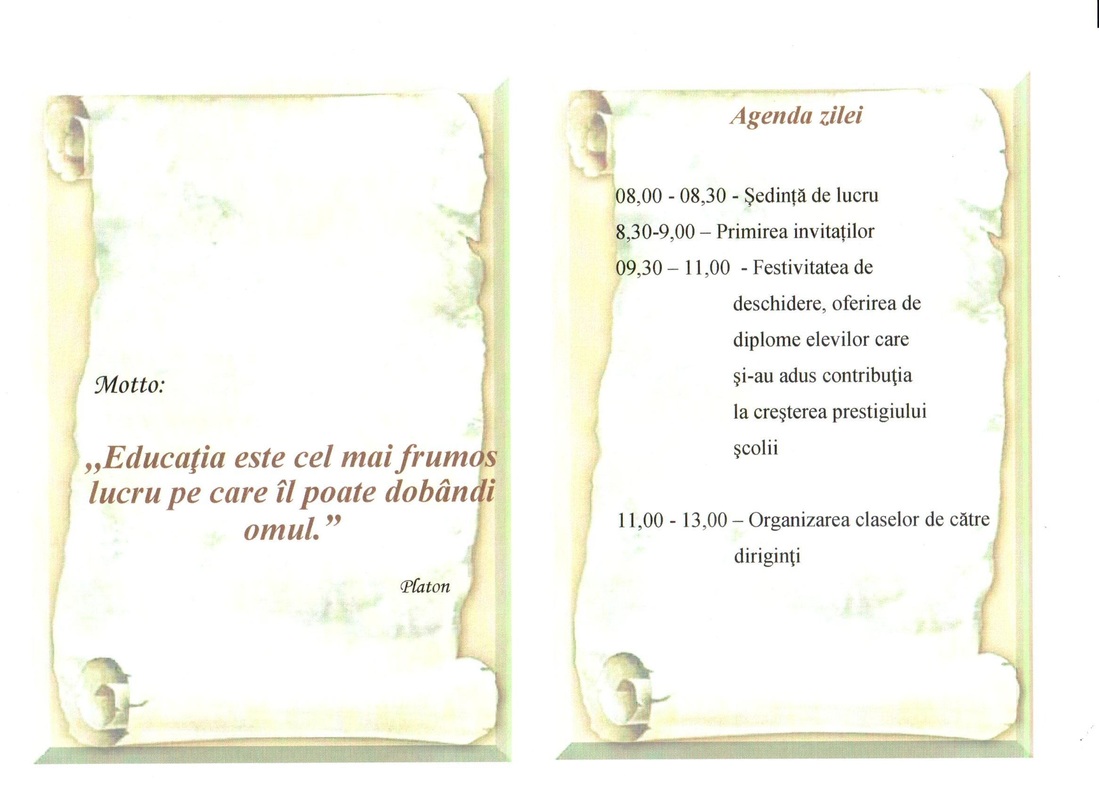 Motto:
„Educaţia este cel mai frumos
lucru pe care îl poate dobândi
omul.”
Platon
Agenda zilei
08,00 - 08,30 - Ședință de lucru
8,30-9,00 – Primirea invitaților
09,30 – 11,00 - Festivitatea de
deschidere, oferirea de
diplome elevilor care
şi-au adus contribuţia
la creşterea prestigiului
şcolii
11,00 - 13,00 – Organizarea claselor de către
diriginţi